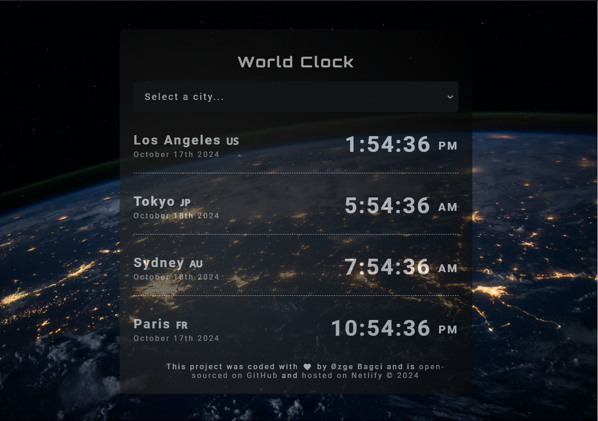 World Clock
Select a city...
Los Angeles US
October 17th 2024
1:54:36 PM
Tokyo JP
October 18th 2024
5:54:36 AM
Sydney AU
October 18th 2024
7:54:36 AM
Paris FR
October 17th 2024
10:54:36 PM
This project was coded with ♥ by Øzge Bagci and is open-
sourced on GitHub and hosted on Netlify © 2024